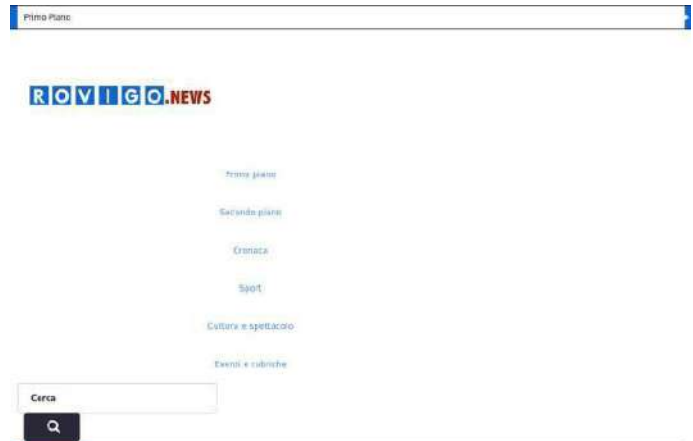 Primo Piano
ROVIGO.NEWS
Primo piano
Secondo piano
Cronaca
Sport
Cultura e spettacolo
Eventi e rubriche
Cerca